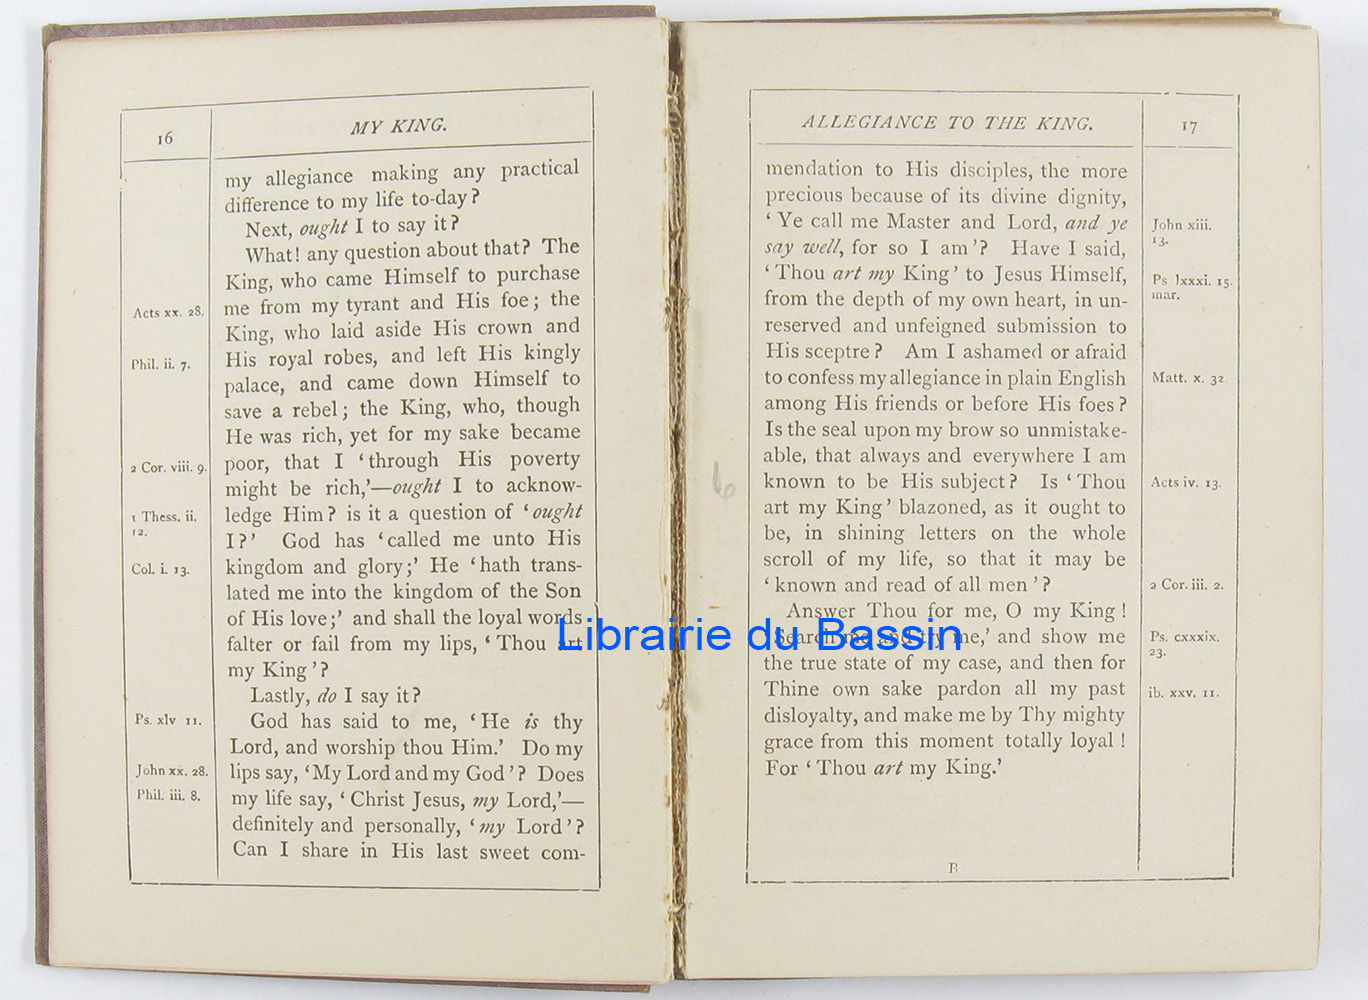 16
MY KING.
my allegiance making any practical
difference to my life to-day?
Next, ought I to say it?
What! any question about that? The
King, who came Himself to purchase
Acts xx. 28.
me from my tyrant and His foe; the
King, who laid aside His crown and
Phil. ii. 7.
His royal robes, and left His kingly
palace, and came down Himself to
save a rebel; the King, who, though
He was rich, yet for my sake became
2 Cor. viii. 9.
poor, that I ‘through His poverty
might be rich,’—ought I to acknow-
1 Thess. ii.
12.
ledge Him? is it a question of ‘ought
I?’ God has ‘called me unto His
Col. i. 13.
kingdom and glory;’ He ‘hath trans-
lated me into the kingdom of the Son
of His love;’ and shall the loyal words
falter or fail from my lips, ‘Thou art
my King’?
Lastly, do I say it?
Ps. xlv 11.
God has said to me, ‘He is thy
Lord, and worship thou Him.’ Do my
John xx. 28.
lips say, ‘My Lord and my God’? Does
Phil. iii. 8.
my life say, ‘Christ Jesus, my Lord,’—
definitely and personally, ‘my Lord’?
Can I share in His last sweet com-
ALLEGIANCE TO THE KING.
17
mendation to His disciples, the more
precious because of its divine dignity,
‘Ye call me Master and Lord, and ye
John xiii.
13.
say well, for so I am’? Have I said,
‘Thou art my King’ to Jesus Himself,
Ps lxxxi. 15.
mar.
from the depth of my own heart, in un-
reserved and unfeigned submission to
His sceptre? Am I ashamed or afraid
to confess my allegiance in plain English
Matt. x. 32
among His friends or before His foes?
Is the seal upon my brow so unmistake-
able, that always and everywhere I am
known to be His subject? Is ‘Thou
Acts iv. 13.
art my King’ blazoned, as it ought to
be, in shining letters on the whole
scroll of my life, so that it may be
‘known and read of all men’?
2 Cor. iii. 2.
Answer Thou for me, O my King!
‘Search me and try me,’ and show me
Ps. cxxxix.
23.
the true state of my case, and then for
Thine own sake pardon all my past
ib. xxv. 11.
disloyalty, and make me by Thy mighty
grace from this moment totally loyal!
For ‘Thou art my King.’
B
Librairie du Bassin